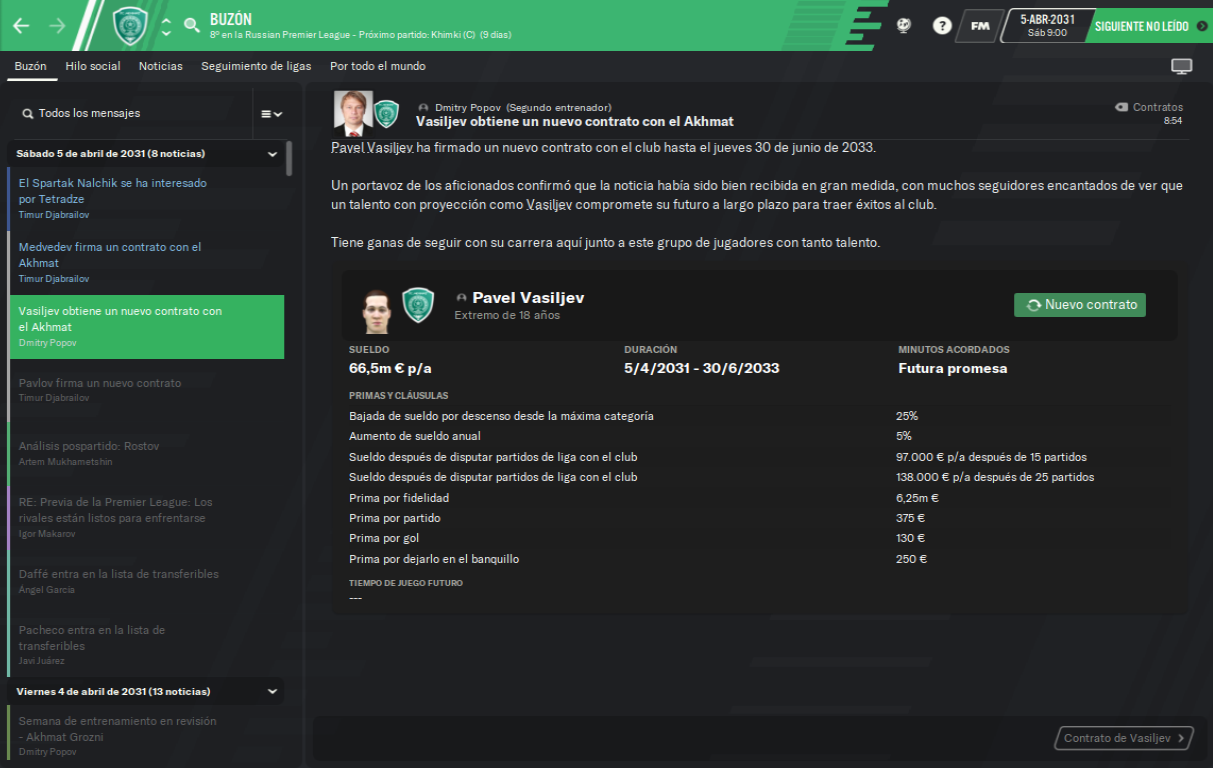 BUZÓN
8º en la Russian Premier League - Próximo partido: Khimki (C) (9 días)
?
FM
5-ABR-2031
Sáb 9:00
SIGUIENTE NO LEÍDO
Buzón
Hilo social
Noticias
Seguimiento de ligas
Por todo el mundo
Todos los mensajes
Sábado 5 de abril de 2031 (8 noticias)
El Spartak Nalchik se ha interesado
por Tetradze
Timur Djabrailov
Medvedev firma un contrato con el
Akhmat
Timur Djabrailov
Vasiljev obtiene un nuevo contrato con
el Akhmat
Dmitry Popov
Pavlov firma un nuevo contrato
Timur Djabrailov
Análisis pospartido: Rostov
Artem Mukhametshin
RE: Previa de la Premier League: Los
rivales están listos para enfrentarse
Igor Makarov
Daffé entra en la lista de transferibles
Ángel García
Pacheco entra en la lista de
transferibles
Javi Juárez
Viernes 4 de abril de 2031 (13 noticias)
Semana de entrenamiento en revisión
- Akhmat Grozni
Dmitry Popov
Dmitry Popov (Segundo entrenador)
Vasiljev obtiene un nuevo contrato con el Akhmat
Contratos
8:54
Pavel Vasiljev ha firmado un nuevo contrato con el club hasta el jueves 30 de junio de 2033.
Un portavoz de los aficionados confirmó que la noticia había sido bien recibida en gran medida, con muchos seguidores encantados de ver que
un talento con proyección como Vasiljev compromete su futuro a largo plazo para traer éxitos al club.
Tiene ganas de seguir con su carrera aquí junto a este grupo de jugadores con tanto talento.
Pavel Vasiljev
Extremo de 18 años
Nuevo contrato
SUELDO
66,5m € p/a
DURACIÓN
5/4/2031 - 30/6/2033
MINUTOS ACORDADOS
Futura promesa
PRIMAS Y CLÁUSULAS
Bajada de sueldo por descenso desde la máxima categoría 25%
Aumento de sueldo anual 5%
Sueldo después de disputar partidos de liga con el club 97.000 € p/a después de 15 partidos
Sueldo después de disputar partidos de liga con el club 138.000 € p/a después de 25 partidos
Prima por fidelidad 6,25m €
Prima por partido 375 €
Prima por gol 130 €
Prima por dejarlo en el banquillo 250 €
TIEMPO DE JUEGO FUTURO
---
Contrato de Vasiljev